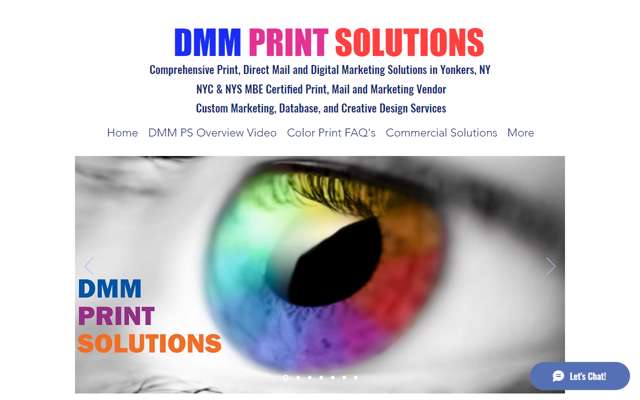 DMM PRINT SOLUTIONS
Comprehensive Print, Direct Mail and Digital Marketing Solutions in Yonkers, NY
NYC & NYS MBE Certified Print, Mail and Marketing Vendor
Custom Marketing, Database, and Creative Design Services
Home DMM PS Overview Video Color Print FAQ's Commercial Solutions More
DMM
PRINT
SOLUTIONS
Let's Chat!